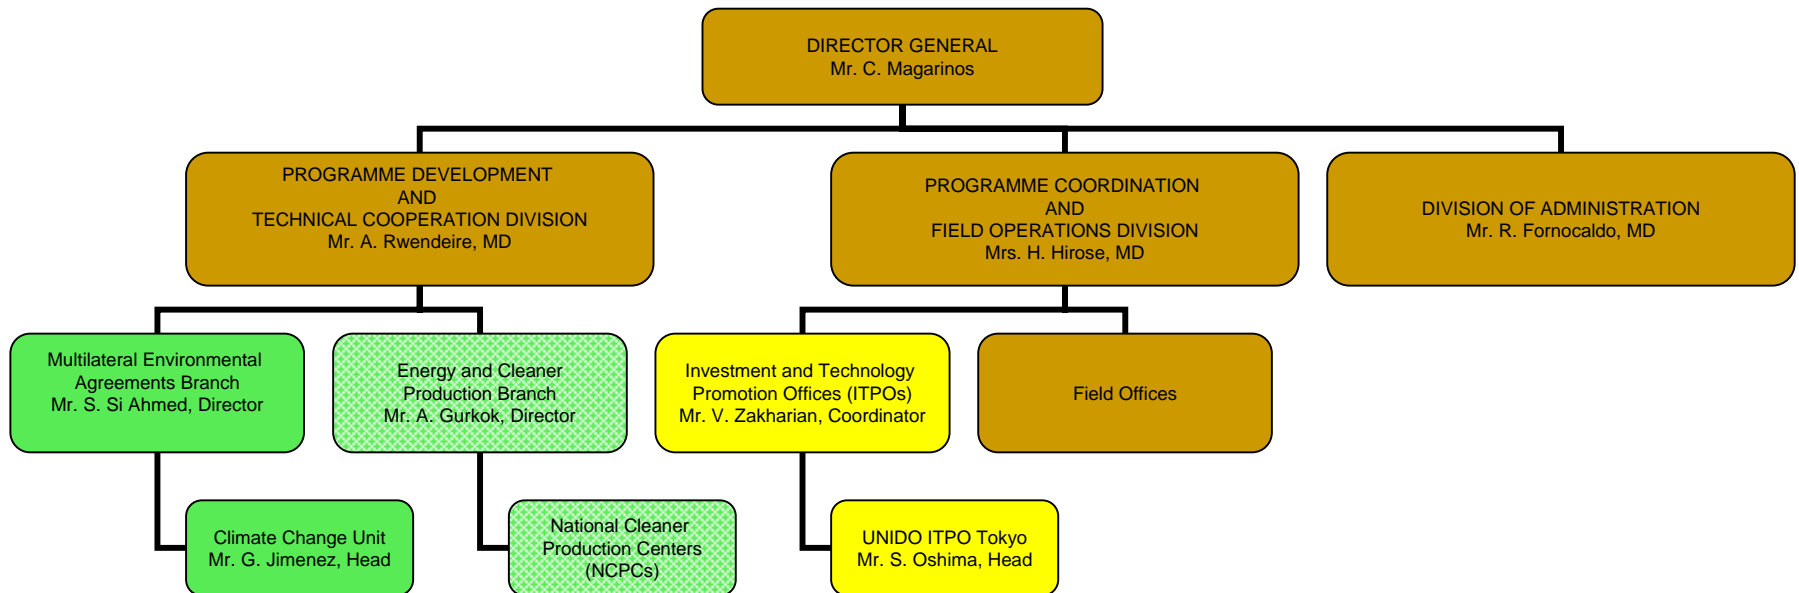 DIRECTOR GENERAL
Mr. C. Magarinos
PROGRAMME DEVELOPMENT
AND
TECHNICAL COOPERATION DIVISION
Mr. A. Rwendeire, MD
PROGRAMME COORDINATION
AND
FIELD OPERATIONS DIVISION
Mrs. H. Hirose, MD
DIVISION OF ADMINISTRATION
Mr. R. Fornocaldo, MD
Multilateral Environmental
Agreements Branch
Mr. S. Si Ahmed, Director
Energy and Cleaner
Production Branch
Mr. A. Gurkok, Director
Investment and Technology
Promotion Offices (ITPOs)
Mr. V. Zakharian, Coordinator
Field Offices
Climate Change Unit
Mr. G. Jimenez, Head
National Cleaner
Production Centers
(NCPCs)
UNIDO ITPO Tokyo
Mr. S. Oshima, Head